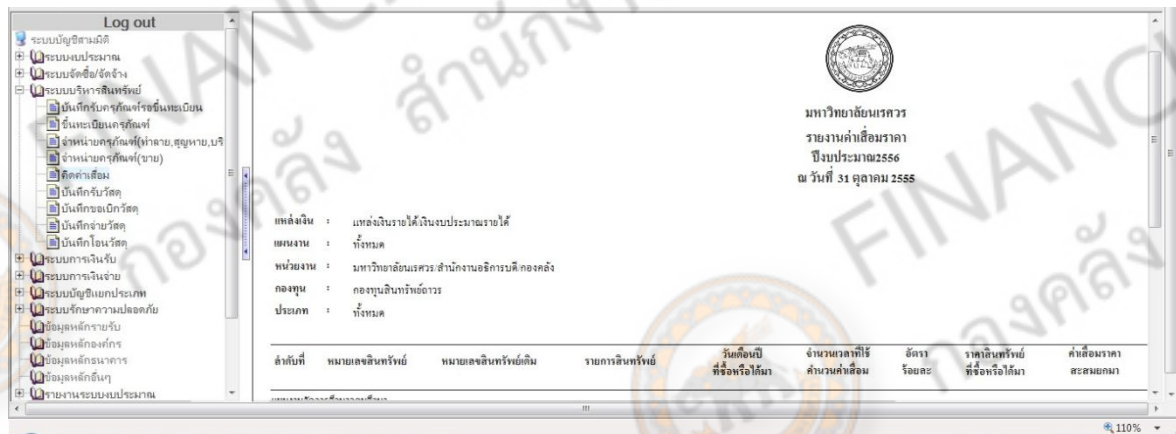 Log out
ระบบบัญชีสามมิติ
ระบบงบประมาณ
ระบบจัดซื้อ/จัดจ้าง
ระบบบริหารสินทรัพย์
บันทึกรับครุภัณฑ์รอขึ้นทะเบียน
ขึ้นทะเบียนครุภัณฑ์
จำหน่ายครุภัณฑ์(ทำลาย,สูญหาย,บริ
จำหน่ายครุภัณฑ์(ขาย)
คิดค่าเสื่อม
บันทึกรับวัสดุ
บันทึกขอเบิกวัสดุ
บันทึกจ่ายวัสดุ
บันทึกโอนวัสดุ
ระบบการเงินรับ
ระบบการเงินจ่าย
ระบบบัญชีแยกประเภท
ระบบรักษาความปลอดภัย
ข้อมูลหลักรายรับ
ข้อมูลหลักองค์กร
ข้อมูลหลักธนาคาร
ข้อมูลหลักอื่นๆ
รายงานระบบงบประมาณ
มหาวิทยาลัยนเรศวร
รายงานค่าเสื่อมราคา
ปีงบประมาณ2556
ณ วันที่ 31 ตุลาคม 2555
แหล่งเงิน : แหล่งเงินรายได้/เงินงบประมาณรายได้
แผนงาน : ทั้งหมด
หน่วยงาน : มหาวิทยาลัยนเรศวร/สำนักงานอธิการบดี/กองคลัง
กองทุน : กองทุนสินทรัพย์ถาวร
ประเภท : ทั้งหมด
ลำดับที่ หมายเลขสินทรัพย์ หมายเลขสินทรัพย์เดิม รายการสินทรัพย์ วันเดือนปี ที่ซื้อหรือได้มา จำนวนเวลาที่ใช้ คำนวนค่าเสื่อม อัตรา ร้อยละ ราคาสินทรัพย์ ที่ซื้อหรือได้มา ค่าเสื่อมราคา สะสมยกมา
110%
FINANC
กองคลัง สำนักงา
FINANC
กองคลัง